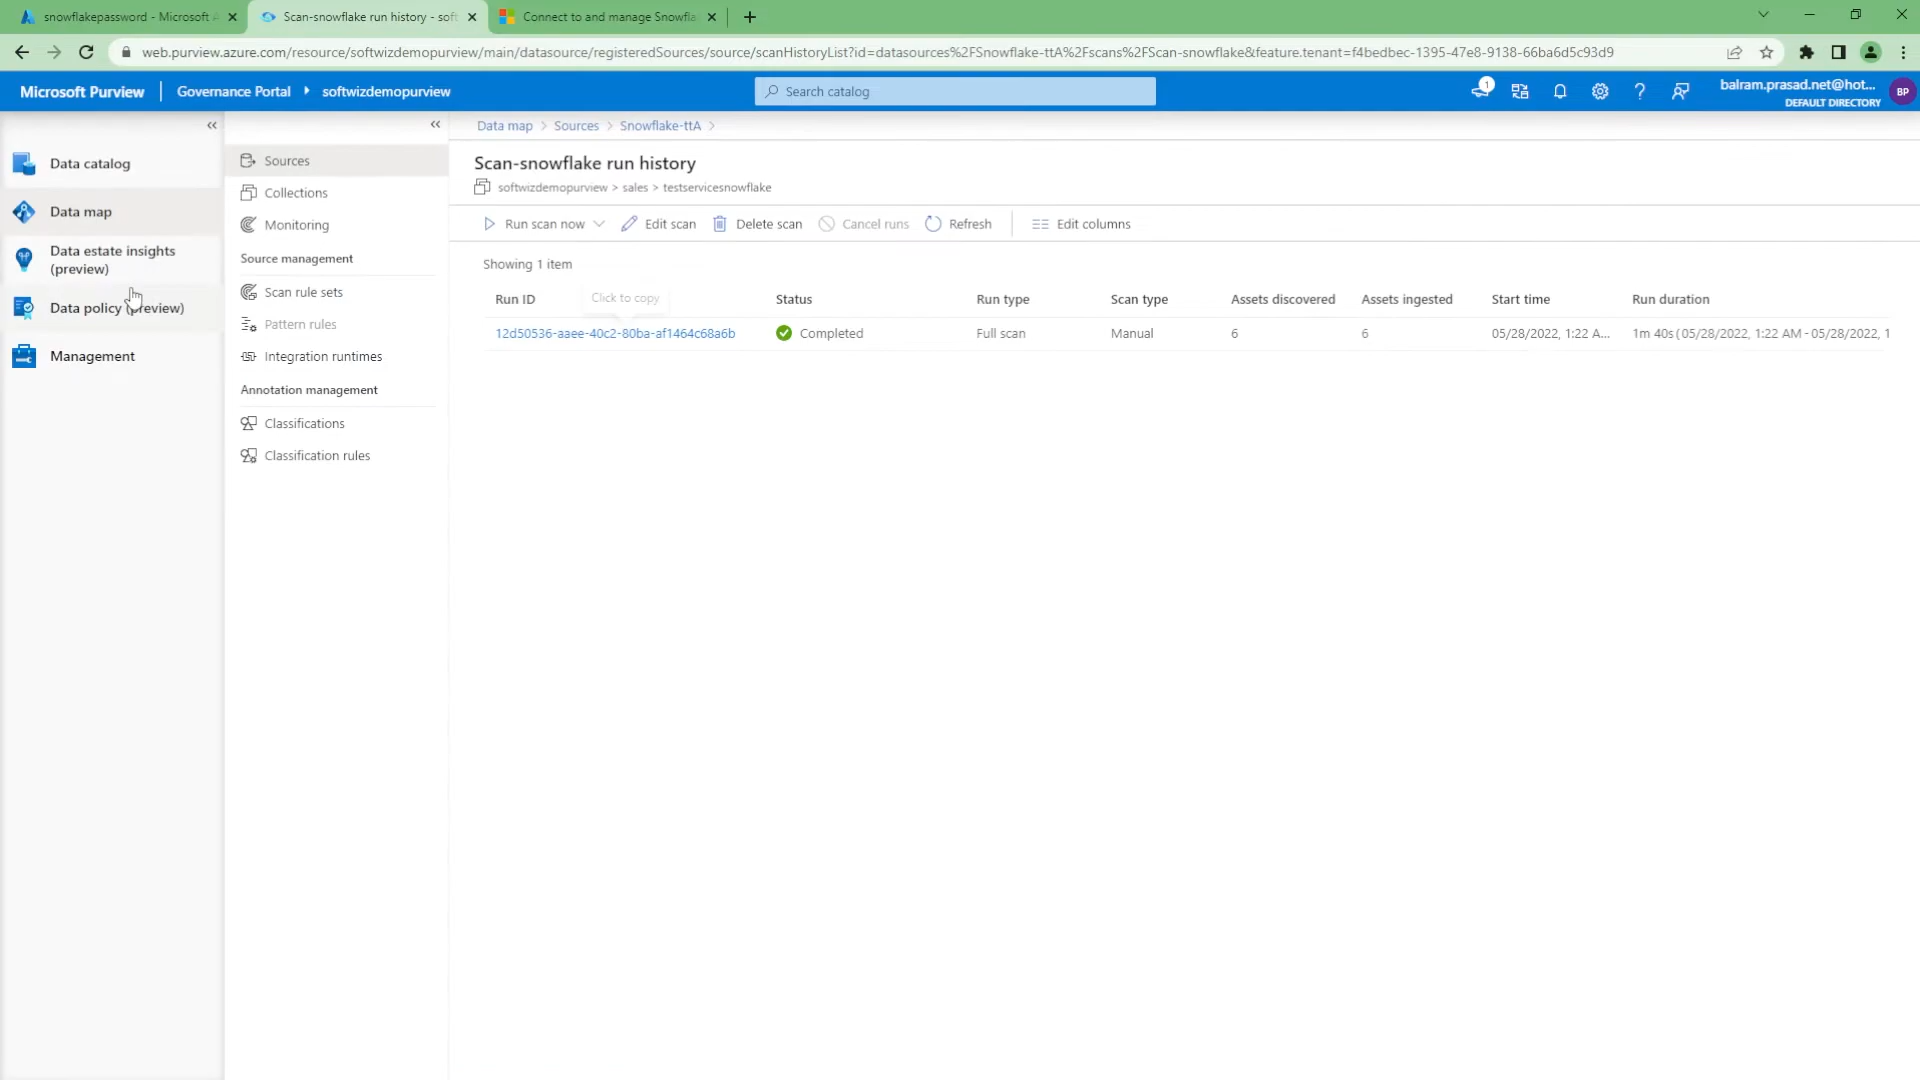 snowflakepassword - Microsoft A
Scan-snowflake run history - soft
Connect to and manage Snowfla
web.purview.azure.com/resource/softwizdemopurview/main/datasource/registeredSources/source/scanHistoryList?id=datasources%2FSnowflake-ttA%2Fscans%2FScan-snowflake&feature.tenant=f4bedbec-1395-47e8-9138-66ba6d5c93d9
Microsoft Purview
Governance Portal
softwizdemopurview
Search catalog
1
balram.prasad.net@hot...
DEFAULT DIRECTORY
BP
Data catalog
Data map
Data estate insights
(preview)
Data policy (preview)
Management
Sources
Collections
Monitoring
Source management
Scan rule sets
Pattern rules
Integration runtimes
Annotation management
Classifications
Classification rules
Data map > Sources > Snowflake-ttA >
Scan-snowflake run history
softwizdemopurview > sales > testservicesnowflake
Run scan now
Edit scan
Delete scan
Cancel runs
Refresh
Edit columns
Showing 1 item
Click to copy
Run ID Status Run type Scan type Assets discovered Assets ingested Start time Run duration
12d50536-aaee-40c2-80ba-af1464c68a6b Completed Full scan Manual 6 6 05/28/2022, 1:22 A... 1m 40s(05/28/2022, 1:22 AM - 05/28/2022, 1